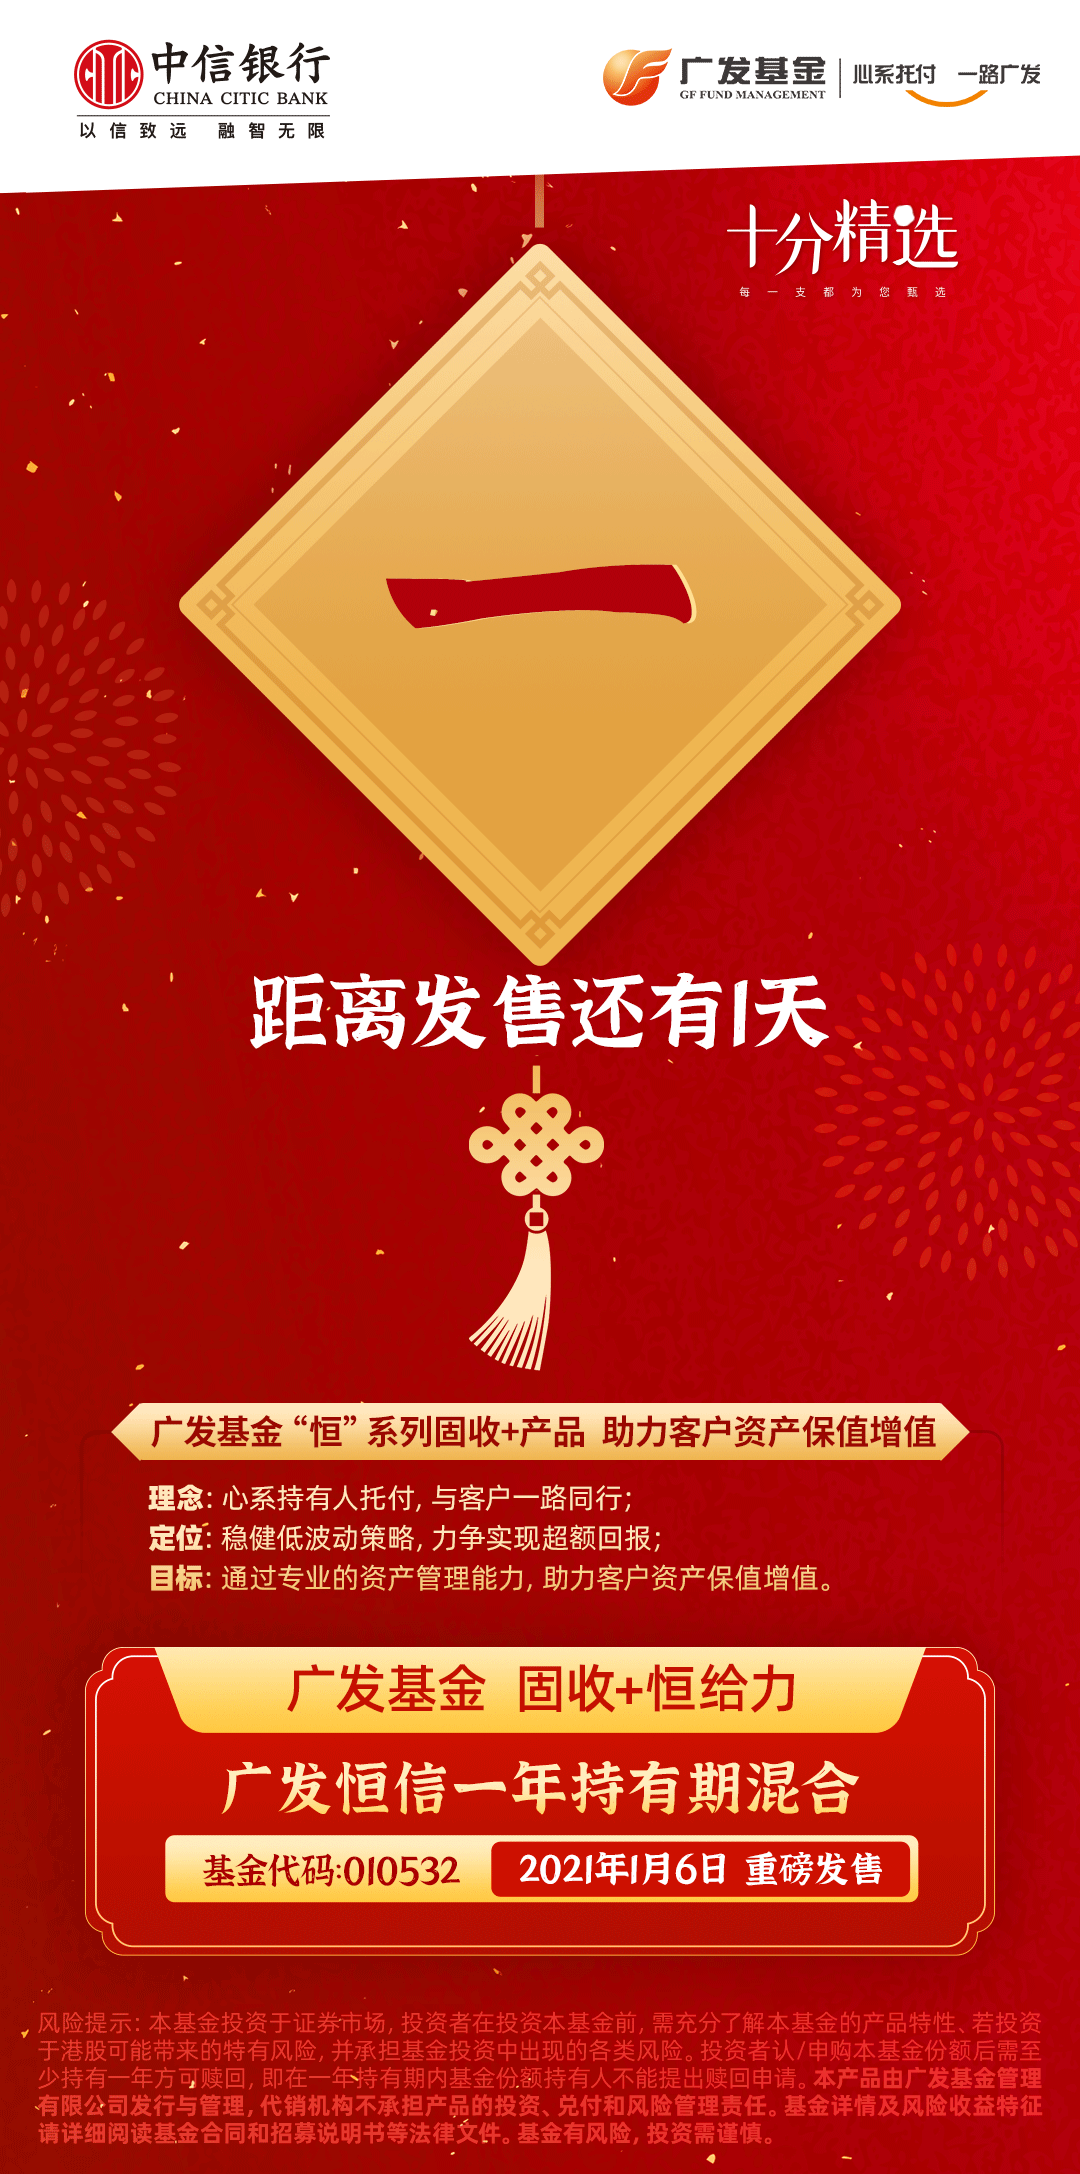 中信银行
CHINA CITIC BANK
以信致远 融智无限
广发基金
GF FUND MANAGEMENT
心系托付 一路广发
十分精选
每一支都为您甄选
一
距离发售还有1天
广发基金“恒”系列固收+产品 助力客户资产保值增值
理念:心系持有人托付,与客户一路同行;
定位:稳健低波动策略,力争实现超额回报;
目标:通过专业的资产管理能力,助力客户资产保值增值。
广发基金 固收+恒给力
广发恒信一年持有期混合
基金代码:010532
2021年1月6日 重磅发售
风险提示:本基金投资于证券市场,投资者在投资本基金前,需充分了解本基金的产品特性、若投资
于港股可能带来的特有风险,并承担基金投资中出现的各类风险。投资者认/申购本基金份额后需至
少持有一年方可赎回,即在一年持有期内基金份额持有人不能提出赎回申请。本产品由广发基金管理
有限公司发行与管理,代销机构不承担产品的投资、兑付和风险管理责任。基金详情及风险收益特征
请详细阅读基金合同和招募说明书等法律文件。基金有风险,投资需谨慎。